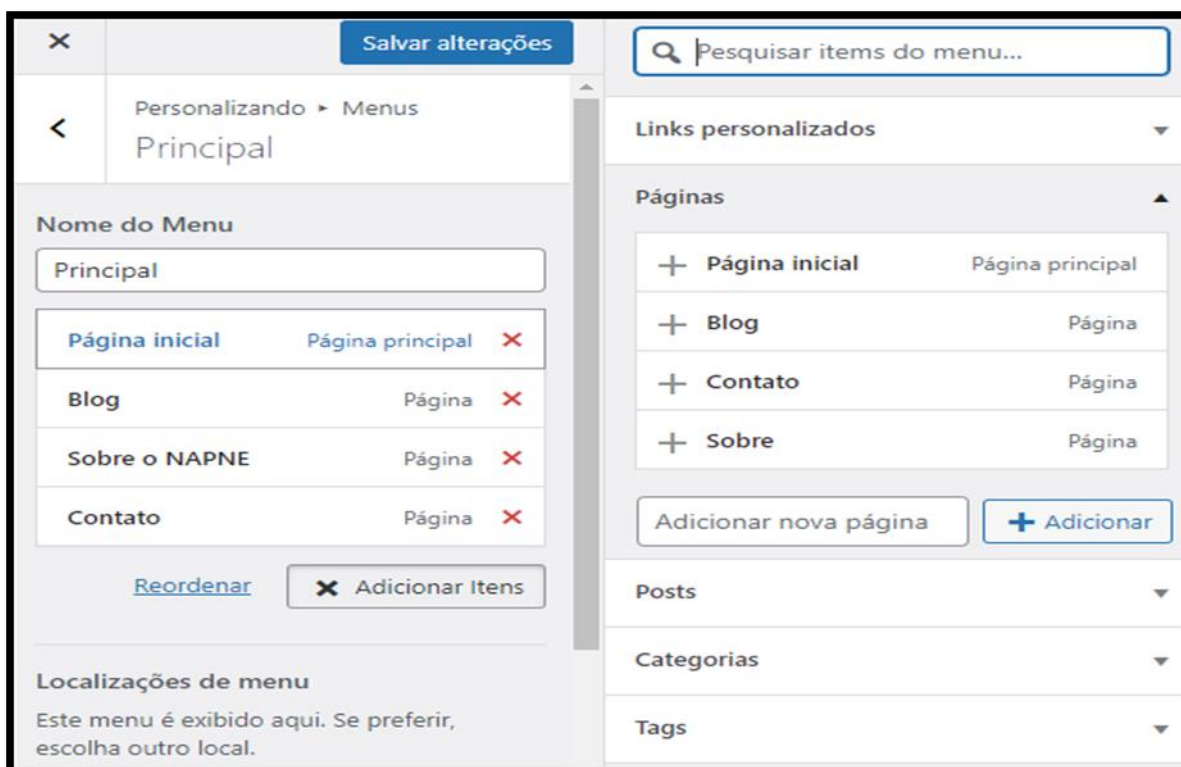 Salvar alterações
Personalizando ▸ Menus
Principal
Nome do Menu
Principal
Página inicial Página principal
Blog Página
Sobre o NAPNE Página
Contato Página
Reordenar Adicionar Itens
Localizações de menu
Este menu é exibido aqui. Se preferir,
escolha outro local.
Pesquisar items do menu...
Links personalizados
Páginas
Página inicial Página principal
Blog Página
Contato Página
Sobre Página
Adicionar nova página Adicionar
Posts
Categorias
Tags